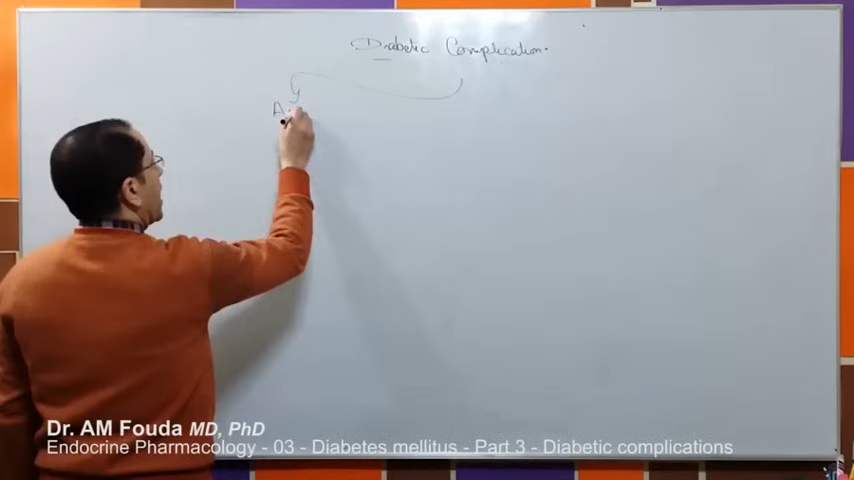 Diabetic Complication.
A
Dr. AM Fouda MD, PhD
Endocrine Pharmacology - 03 - Diabetes mellitus - Part 3 - Diabetic complications